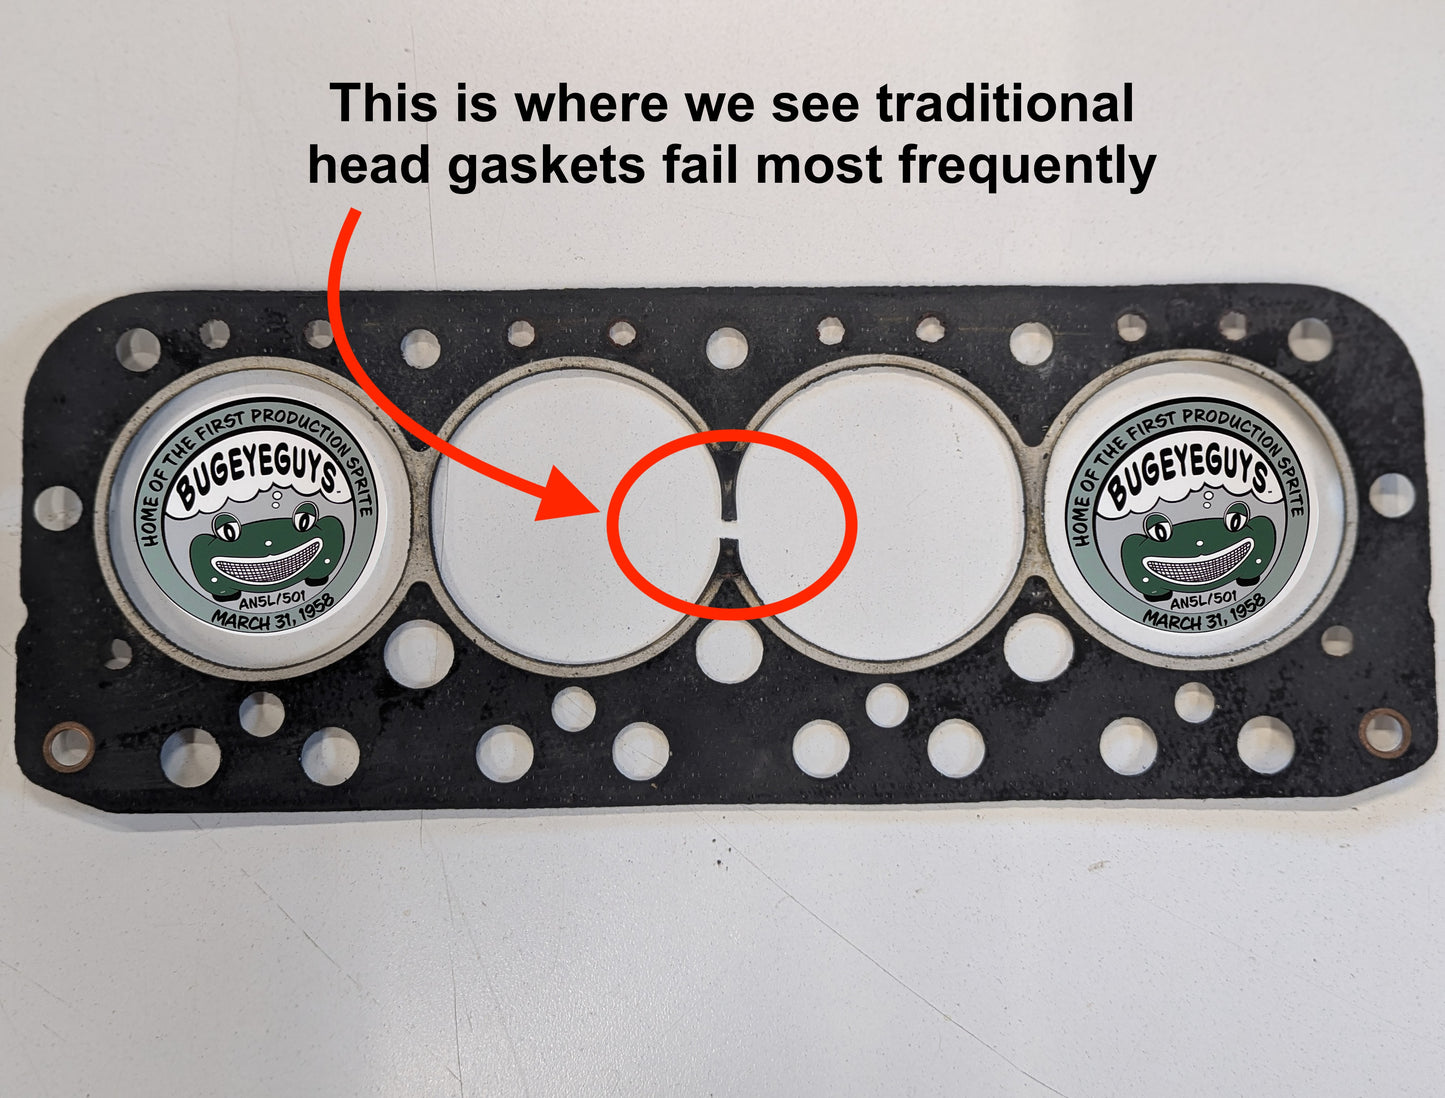 This is where we see traditional
head gaskets fail most frequently
HOME OF THE FIRST PRODUCTION SPRITE
BUGEYEGUYS
AN5L/501
MARCH 31, 1958
HOME OF THE FIRST PRODUCTION SPRITE
BUGEYEGUYS
AN5L/501
MARCH 31, 1958